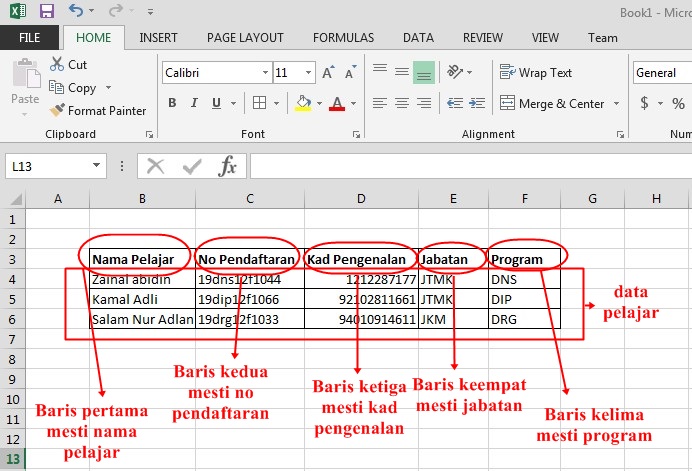 Book1 - Micro
FILE HOME INSERT PAGE LAYOUT FORMULAS DATA REVIEW VIEW Team
Cut
Copy
Format Painter
Paste
Calibri 11 A A
B I U A
Wrap Text
Merge & Center
General
$ %
Clipboard Font Alignment Num
L13 fx
A B C D E F G H
1
2
3 Nama Pelajar No Pendaftaran Kad Pengenalan Jabatan Program
4 Zainal abidin 19dns12f1044 1212287177 JTMK DNS
5 Kamal Adli 19dip12f1066 92102811661 JTMK DIP
6 Salam Nur Adlan 19drg12f1033 94010914611 JKM DRG
7
8
9
10
11
12
13
data
pelajar
Baris pertama
mesti nama
pelajar
Baris kedua
mesti no
pendaftaran
Baris ketiga
mesti kad
pengenalan
Baris keempat
mesti jabatan
Baris kelima
mesti program